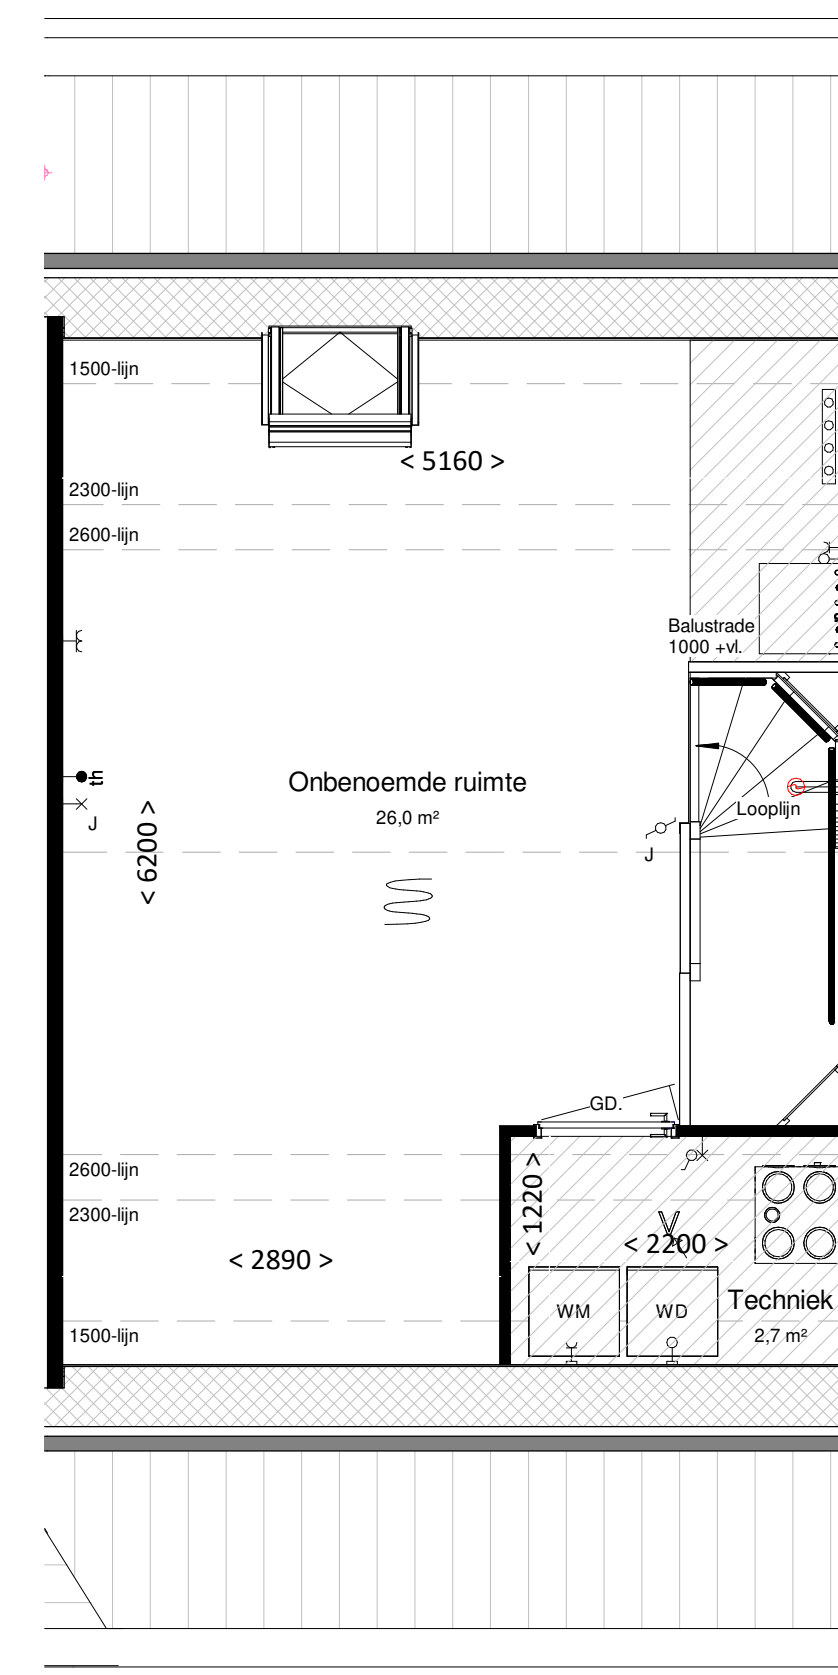 1500-lijn
< 5160 >
2300-lijn
2600-lijn
Balustrade
1000 +vl.
th
Onbenoemde ruimte
26,0 m²
Looplijn
J
< 6200 >
J
GD.
2600-lijn
< 1220 >
2300-lijn
< 2200 >
< 2890 >
Techniek
WM
WD
1500-lijn
2,7 m²